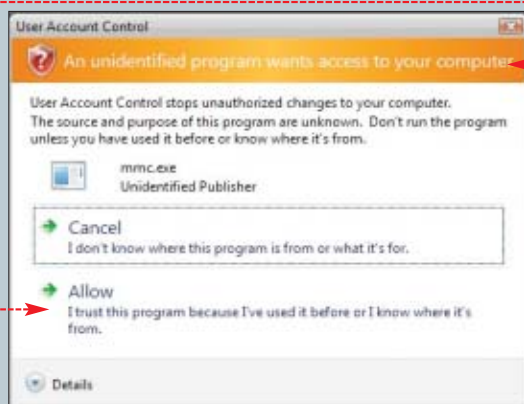 User Account Control
An unidentified program wants access to your computer
User Account Control stops unauthorized changes to your computer.
The source and purpose of this program are unknown. Don't run the program
unless you have used it before or know where it's from.
mmc.exe
Unidentified Publisher
Cancel
I don't know where this program is from or what it's for.
Allow
I trust this program because I've used it before or I know where it's
from.
Details